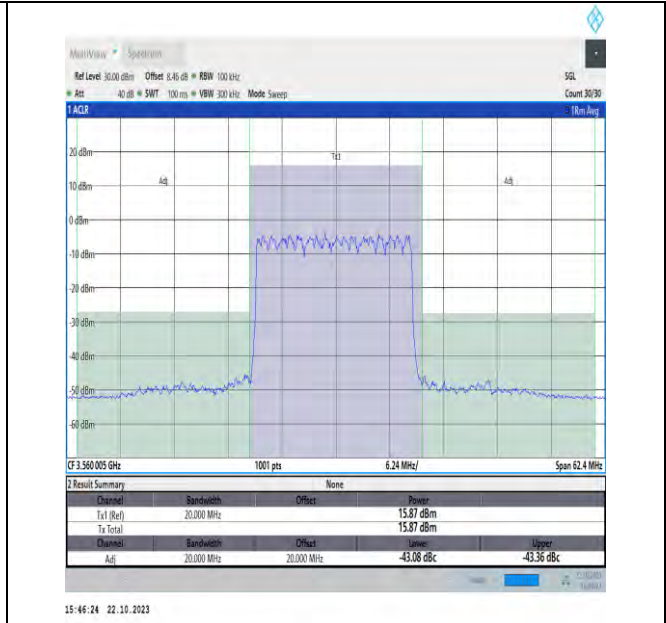 MultiView Spectrum
Ref Level 30.00 dBm Offset 8.46 dB RBW 100 kHz SGL
Att 40 dB SWT 100 ms VBW 300 kHz Mode Sweep Count 30/30
1 ACLR 1Rm Avg
20 dBm
Tx1
Adj Adj
10 dBm
0 dBm
-10 dBm
-20 dBm
-30 dBm
-40 dBm
-50 dBm
-60 dBm
CF 3.560 005 GHz 1001 pts 6.24 MHz/ Span 62.4 MHz
2 Result Summary None
Channel Bandwidth Offset Power
Tx1 (Ref) 20.000 MHz 15.87 dBm
Tx Total 15.87 dBm
Channel Bandwidth Offset Lower Upper
Adj 20.000 MHz 20.000 MHz -43.08 dBc -43.36 dBc
15:46:24 22.10.2023